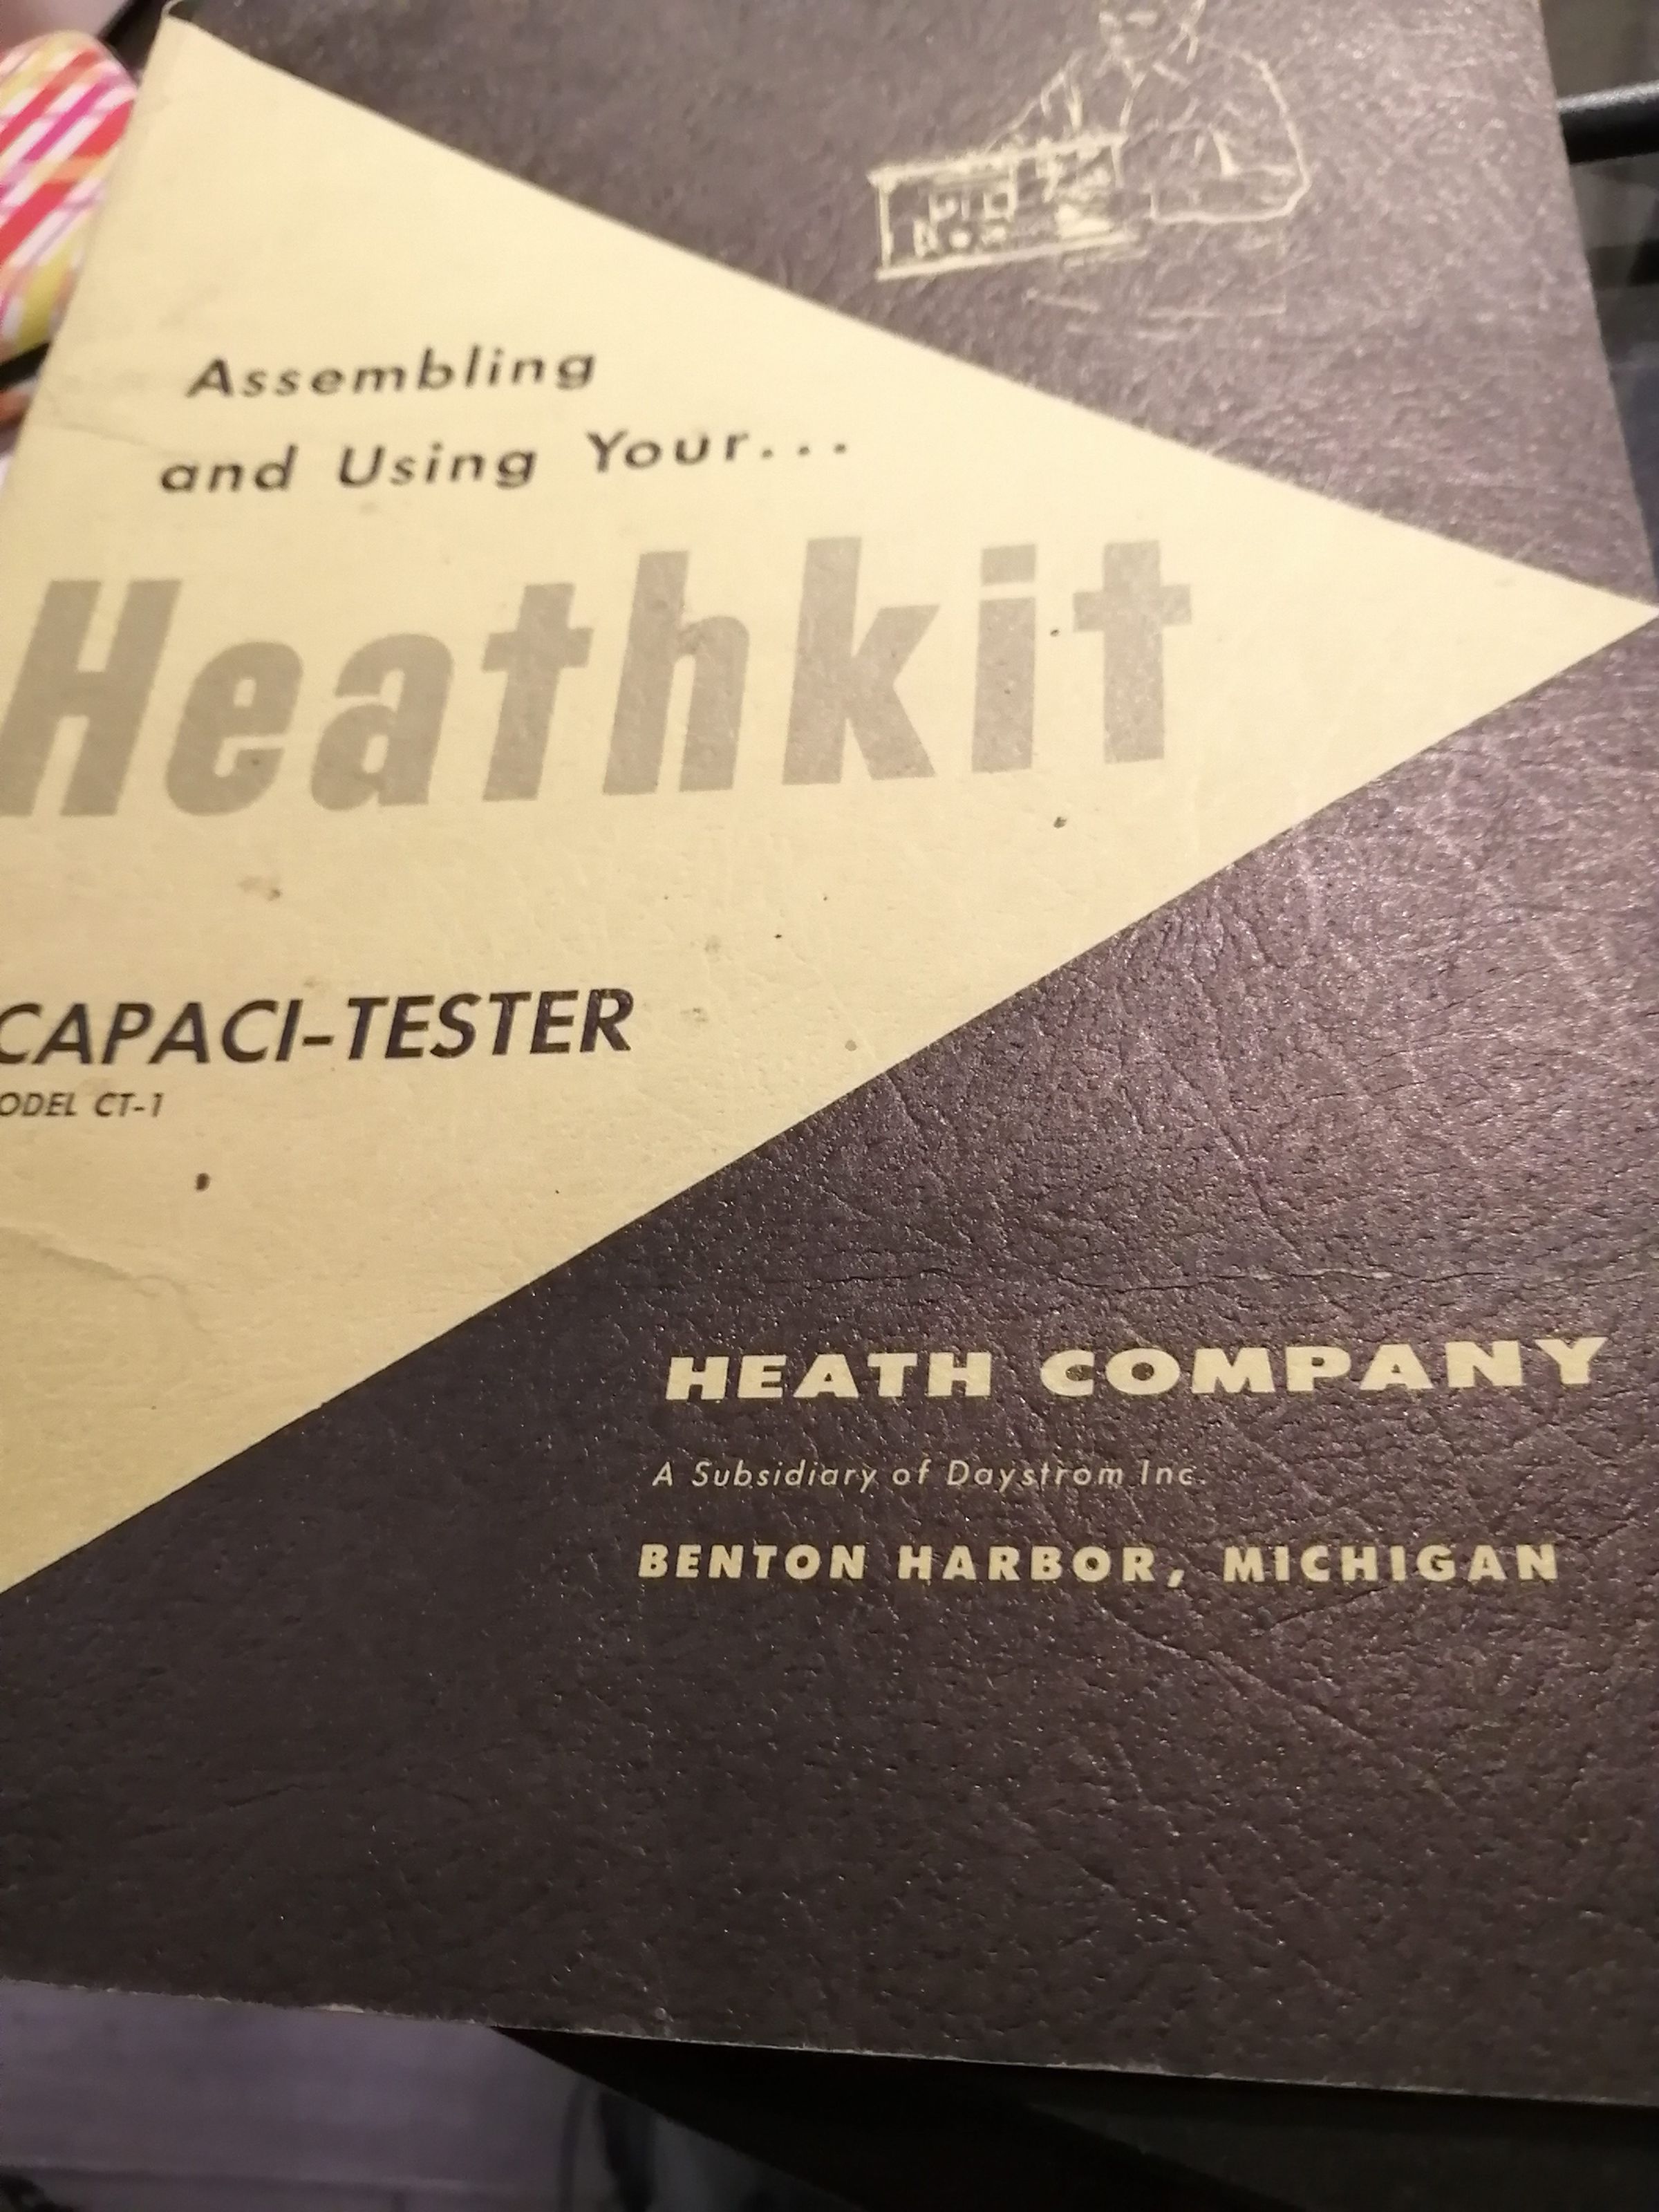 Assembling
and Using Your...
Heathkit
CAPACI-TESTER
ODEL CT-1
HEATH COMPANY
A Subsidiary of Daystrom Inc.
BENTON HARBOR, MICHIGAN